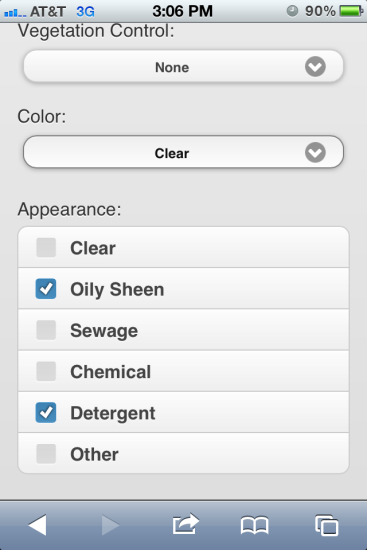 AT&T 3G 3:06 PM 90%
Vegetation Control:
None
Color:
Clear
Appearance:
Clear
Oily Sheen
Sewage
Chemical
Detergent
Other